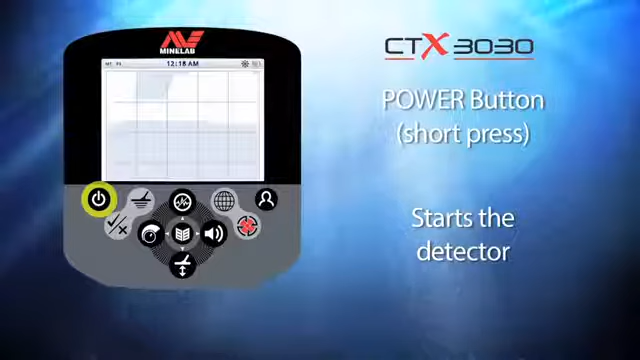 MINELAB
12:18 AM
CTX 3030
POWER Button
(short press)
Starts the
detector